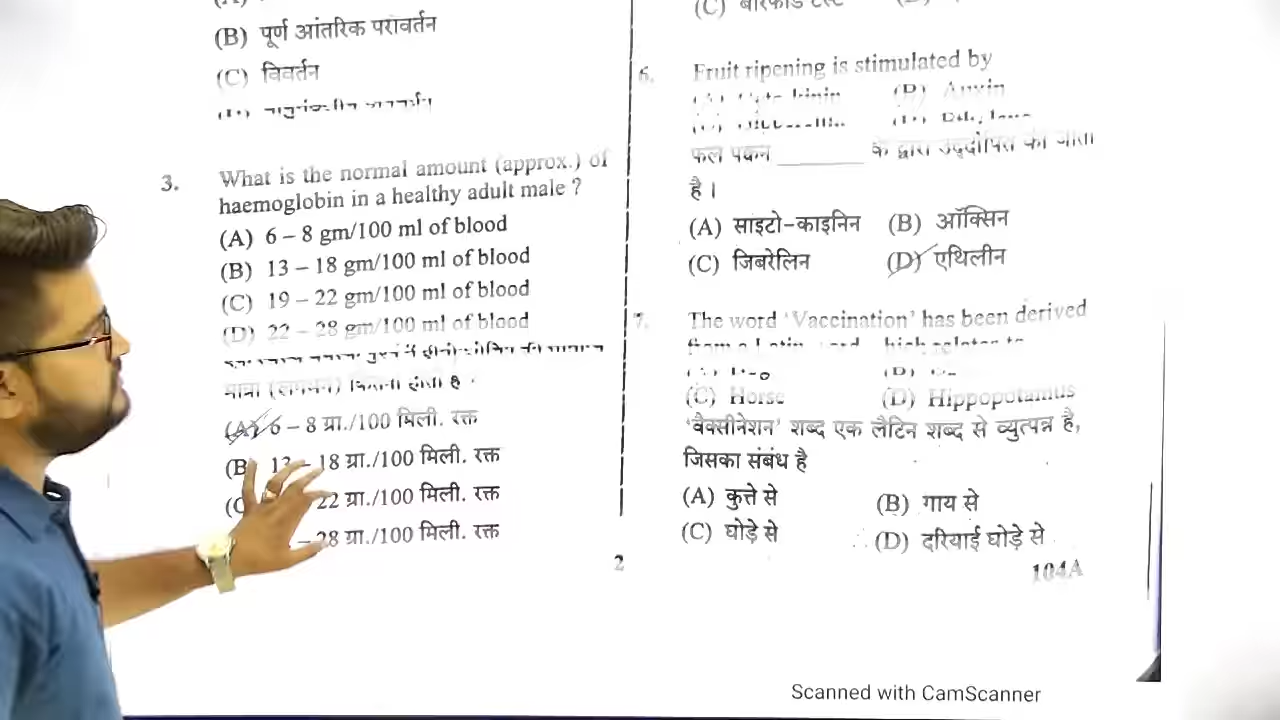 (B) पूर्ण आंतरिक परावर्तन
(C) विवर्तन
3. What is the normal amount (approx.) of
haemoglobin in a healthy adult male ?
(A) 6 – 8 gm/100 ml of blood
(B) 13 – 18 gm/100 ml of blood
(C) 19 – 22 gm/100 ml of blood
(D) 22 – 28 gm/100 ml of blood
मात्रा (लगभग) कितनी होती है
(A) 6 – 8 ग्रा./100 मिली. रक्त
(B) 13 – 18 ग्रा./100 मिली. रक्त
22 ग्रा./100 मिली. रक्त
– 28 ग्रा./100 मिली. रक्त
(C)
6. Fruit ripening is stimulated by
(B) Auxin
फल पकन ________ के द्वारा उद्दीपित की जाता
है ।
(A) साइटो-काइनिन (B) ऑक्सिन
(C) जिबरेलिन (D) एथिलीन
7. The word 'Vaccination' has been derived
(C) Horse (D) Hippopotamus
'वैक्सीनेशन' शब्द एक लैटिन शब्द से व्युत्पन्न है,
जिसका संबंध है
(A) कुत्ते से (B) गाय से
(C) घोड़े से (D) दरियाई घोड़े से
2
104A
Scanned with CamScanner